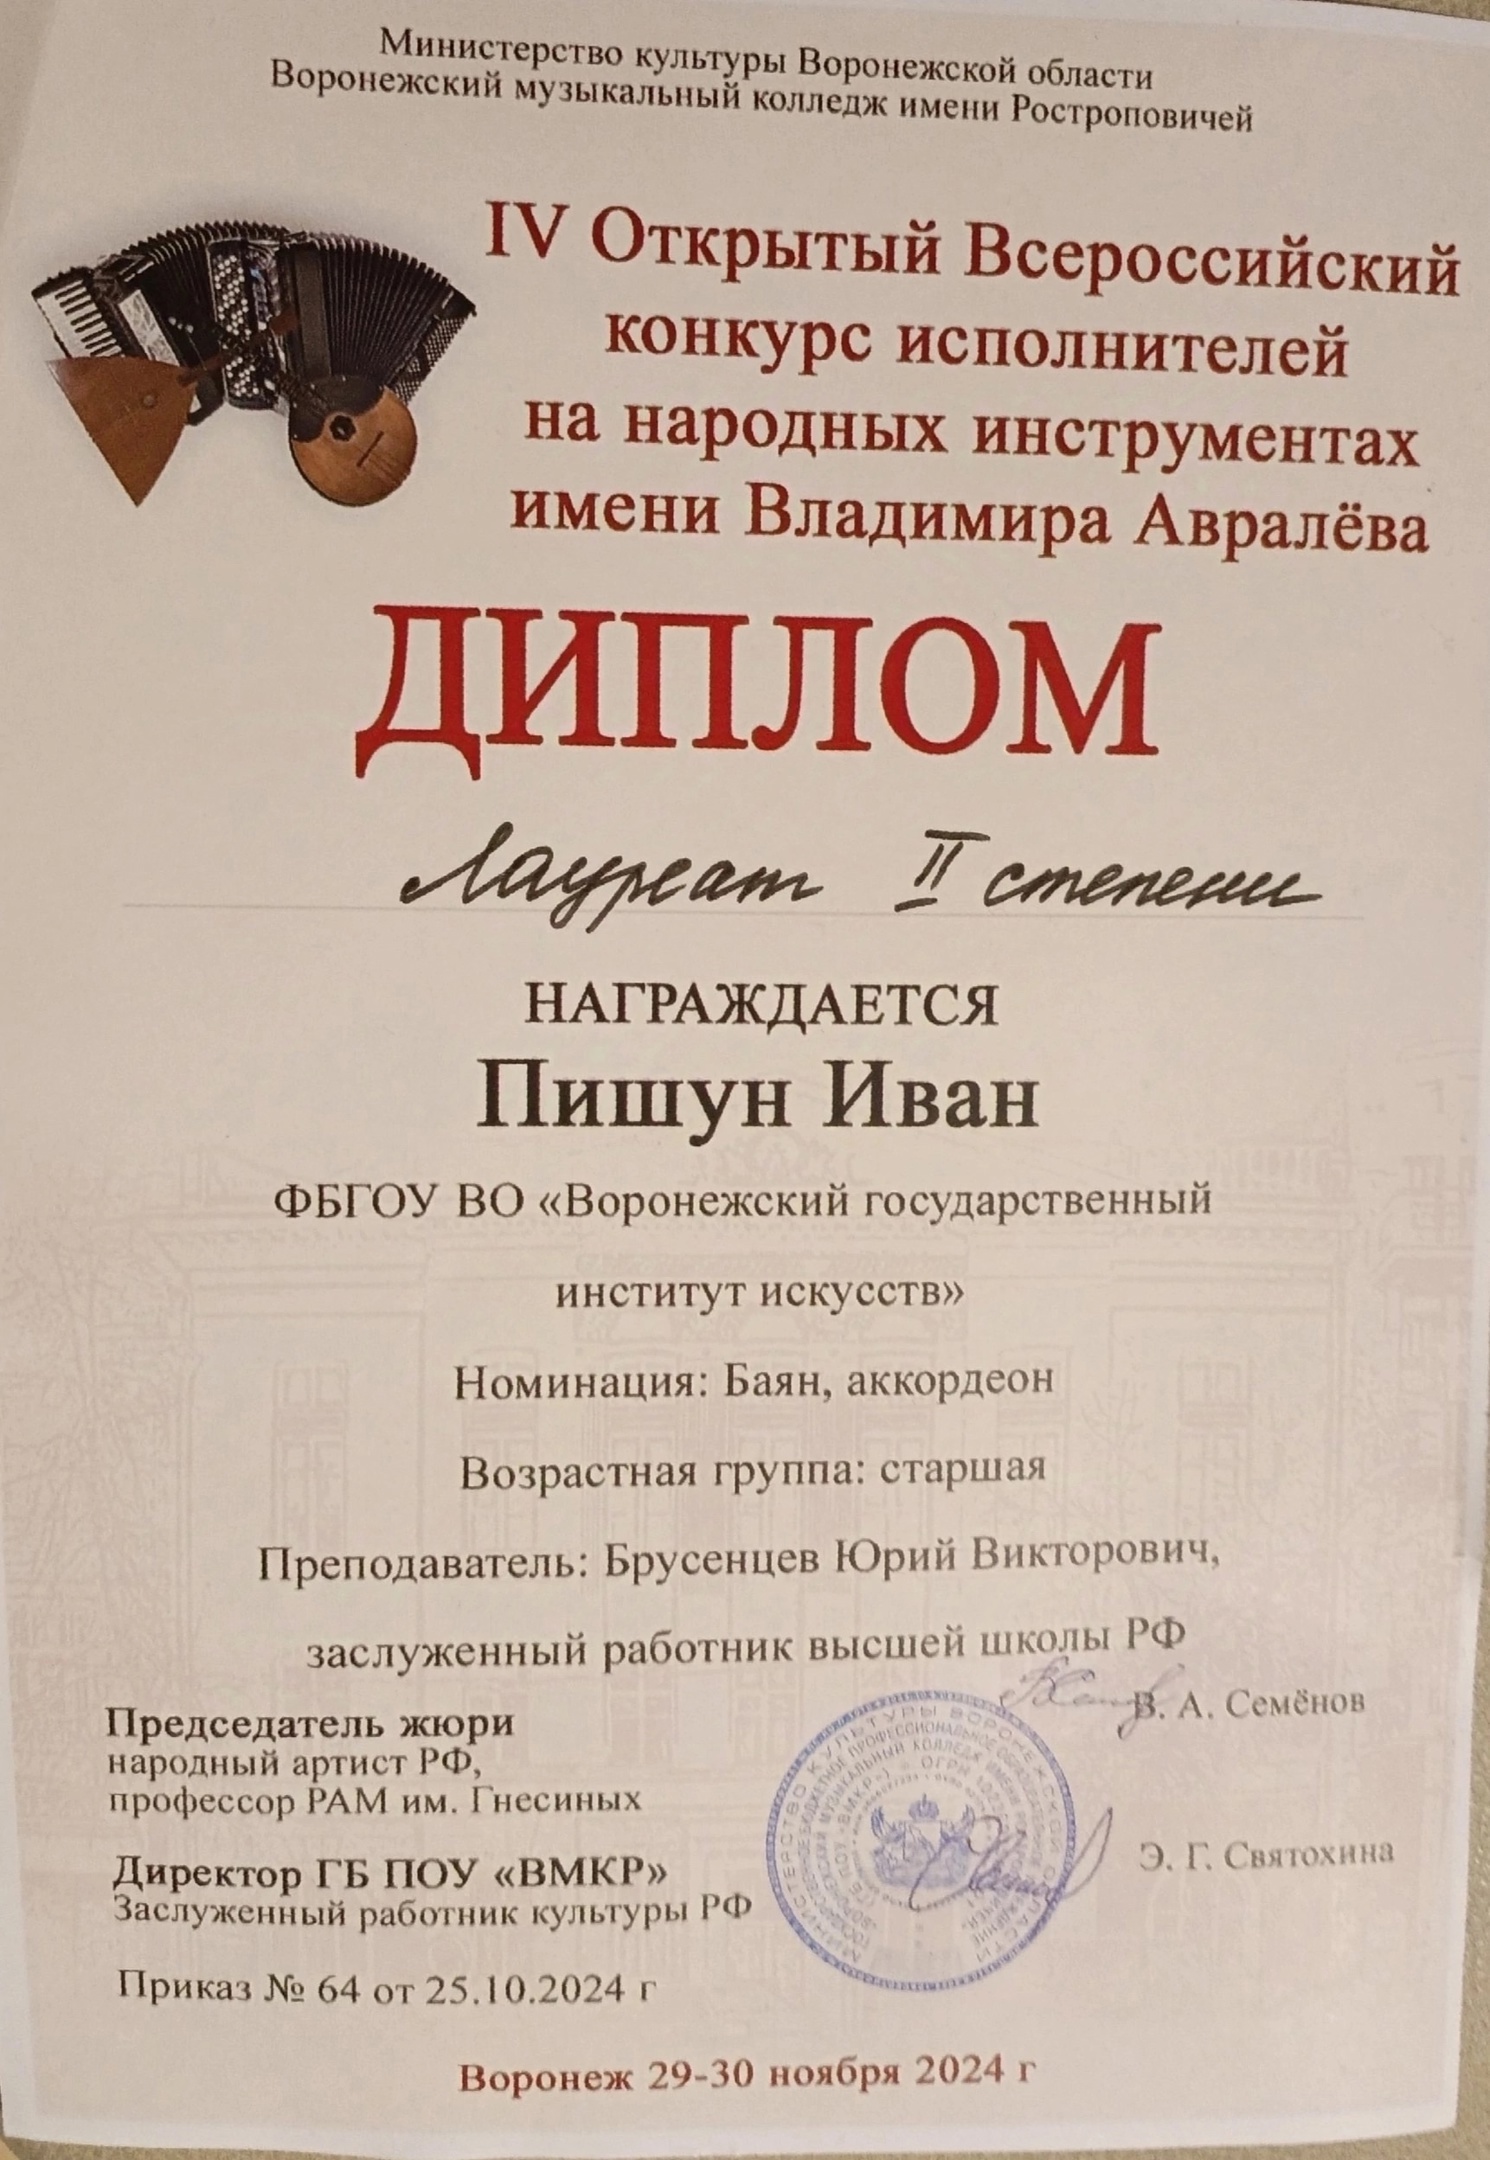 Министерство культуры Воронежской области
Воронежский музыкальный колледж имени Ростроповичей
IV Открытый Всероссийский
конкурс исполнителей
на народных инструментах
имени Владимира Авралёва
ДИПЛОМ
Лауреат II степени
НАГРАЖДАЕТСЯ
Пишун Иван
ФБГОУ ВО «Воронежский государственный
институт искусств»
Номинация: Баян, аккордеон
Возрастная группа: старшая
Преподаватель: Брусенцев Юрий Викторович,
заслуженный работник высшей школы РФ
Председатель жюри
народный артист РФ,
профессор РАМ им. Гнесиных
В. А. Семёнов
Директор ГБ ПОУ «ВМКР»
Заслуженный работник культуры РФ
Э. Г. Святохина
МИНИСТЕРСТВО КУЛЬТУРЫ ВОРОНЕЖСКОЙ ОБЛАСТИ
Приказ № 64 от 25.10.2024 г
Воронеж 29-30 ноября 2024 г